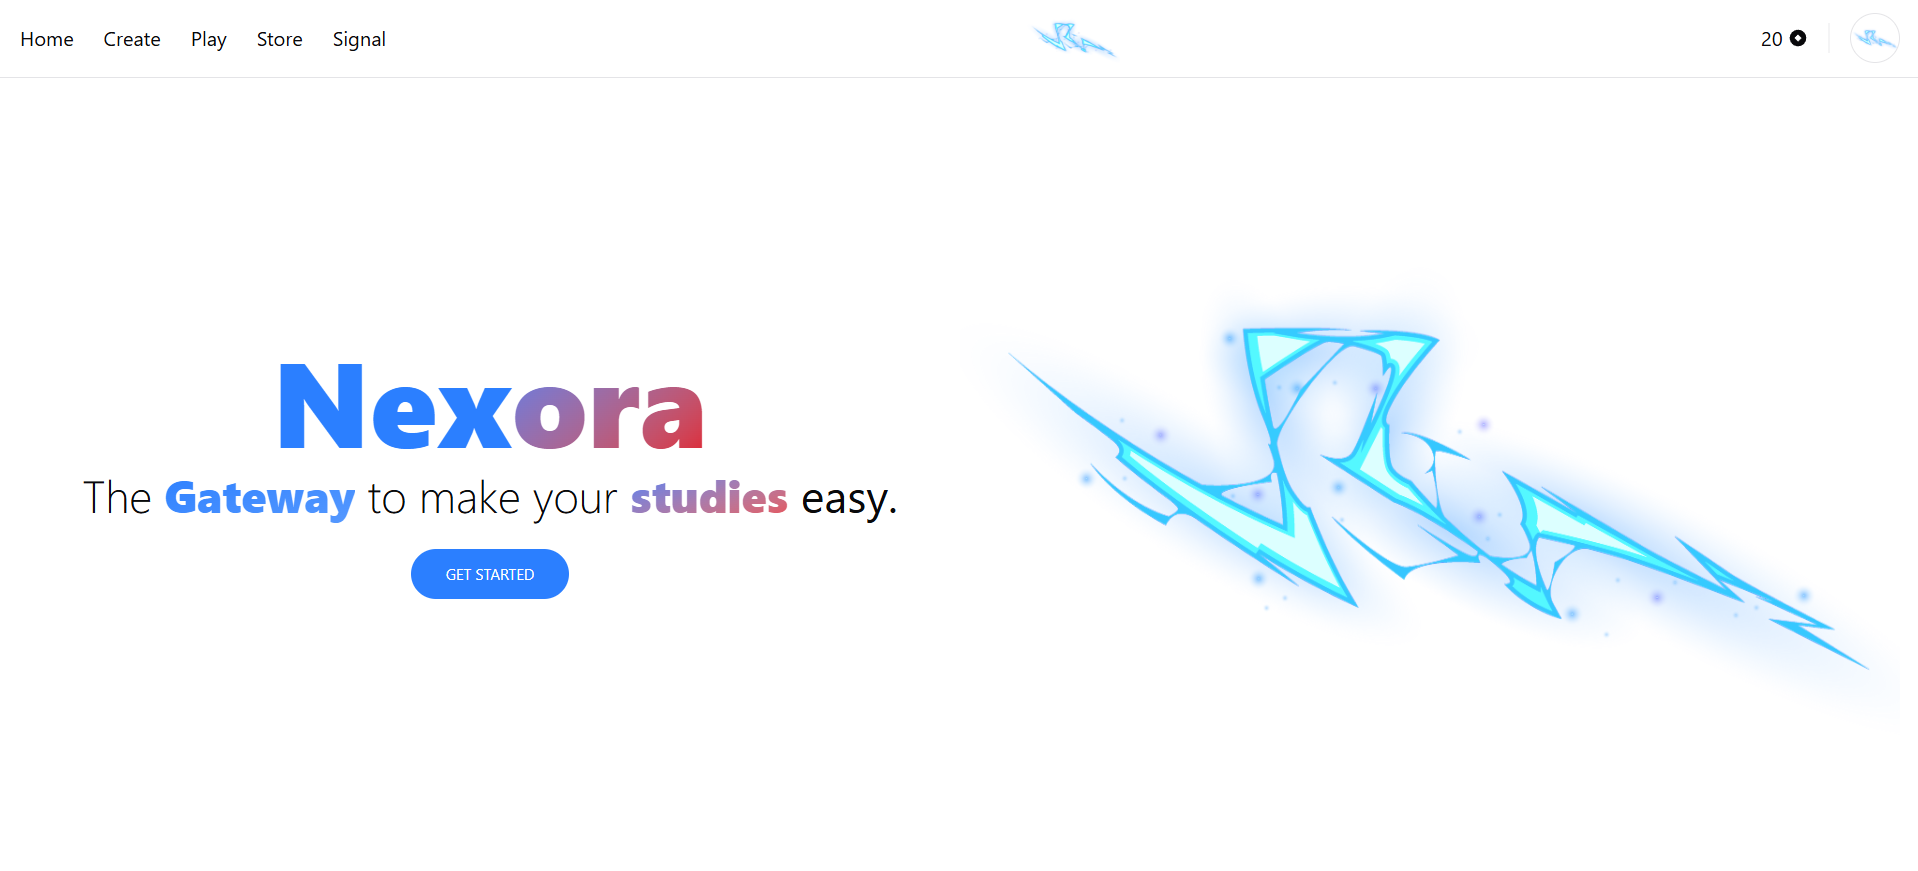 Home Create Play Store Signal 20
Nexora
The Gateway to make your studies easy.
GET STARTED